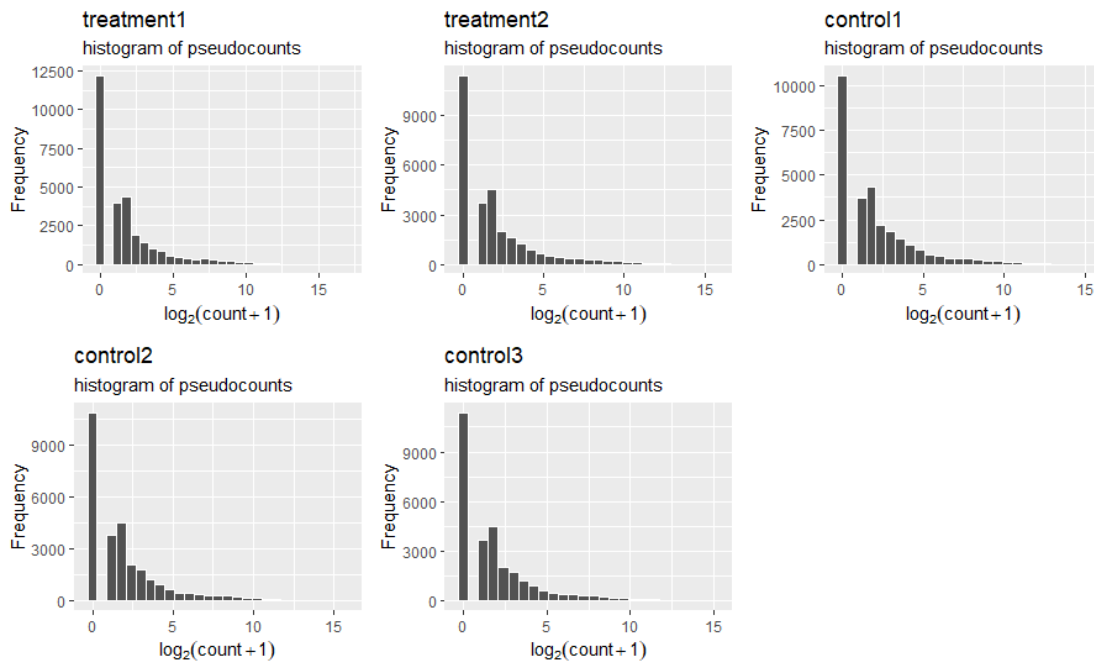 treatment1
histogram of pseudocounts
12500
10000
7500
5000
2500
0
Frequency
0 5 10 15
log₂(count+1)
treatment2
histogram of pseudocounts
9000
6000
3000
0
Frequency
0 5 10 15
log₂(count+1)
control1
histogram of pseudocounts
10000
7500
5000
2500
0
Frequency
0 5 10 15
log₂(count+1)
control2
histogram of pseudocounts
9000
6000
3000
0
Frequency
0 5 10 15
log₂(count+1)
control3
histogram of pseudocounts
9000
6000
3000
0
Frequency
0 5 10 15
log₂(count+1)